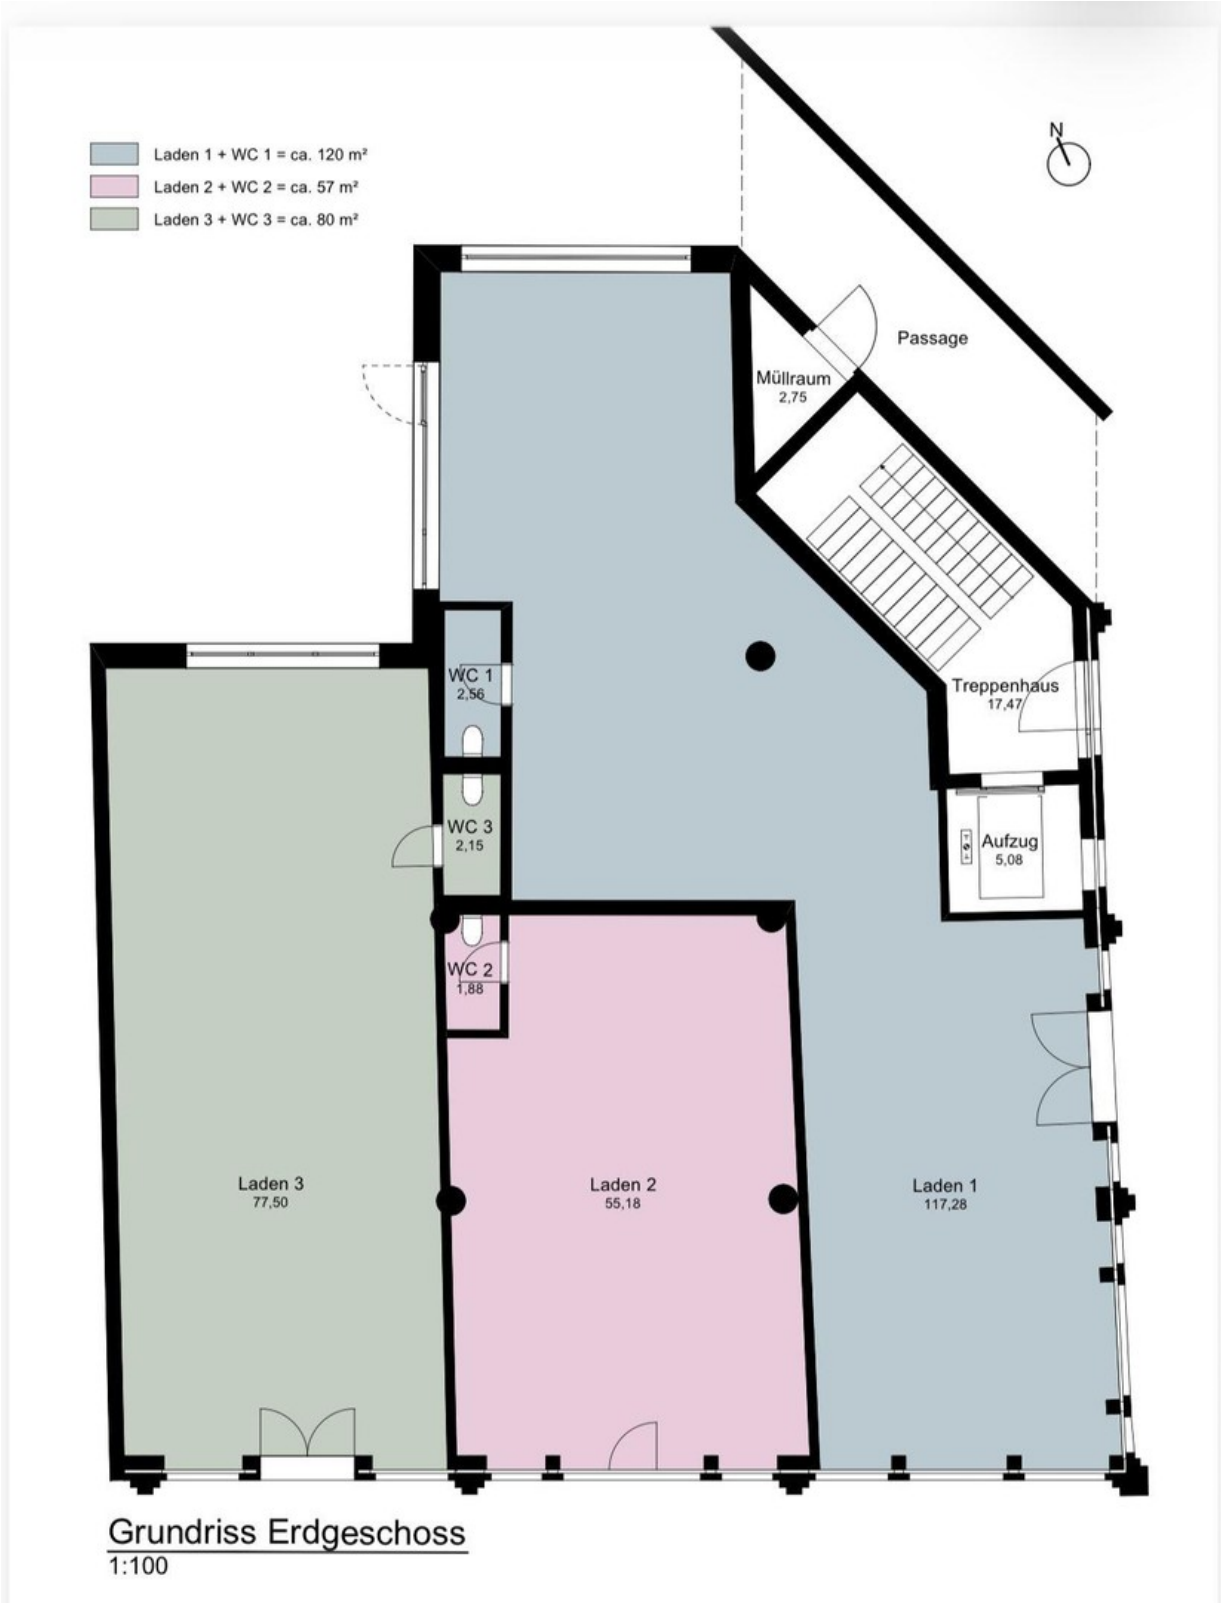 N
Laden 1 + WC 1 = ca. 120 m²
Laden 2 + WC 2 = ca. 57 m²
Laden 3 + WC 3 = ca. 80 m²
Passage
Müllraum
2,75
WC 1
2,56
Treppenhaus
17,47
WC 3
2,15
Aufzug
5,08
WC 2
1,88
Laden 3
77,50
Laden 2
55,18
Laden 1
117,28
Grundriss Erdgeschoss
1:100